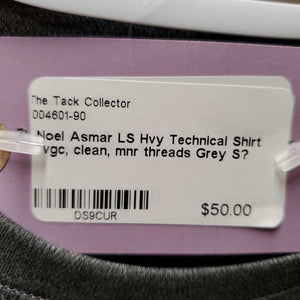 The Tack Collector
004601-90
Noel Asmar LS Hvy Technical Shirt
vgc, clean, mnr threads Grey S?
DS9CUR
$50.00